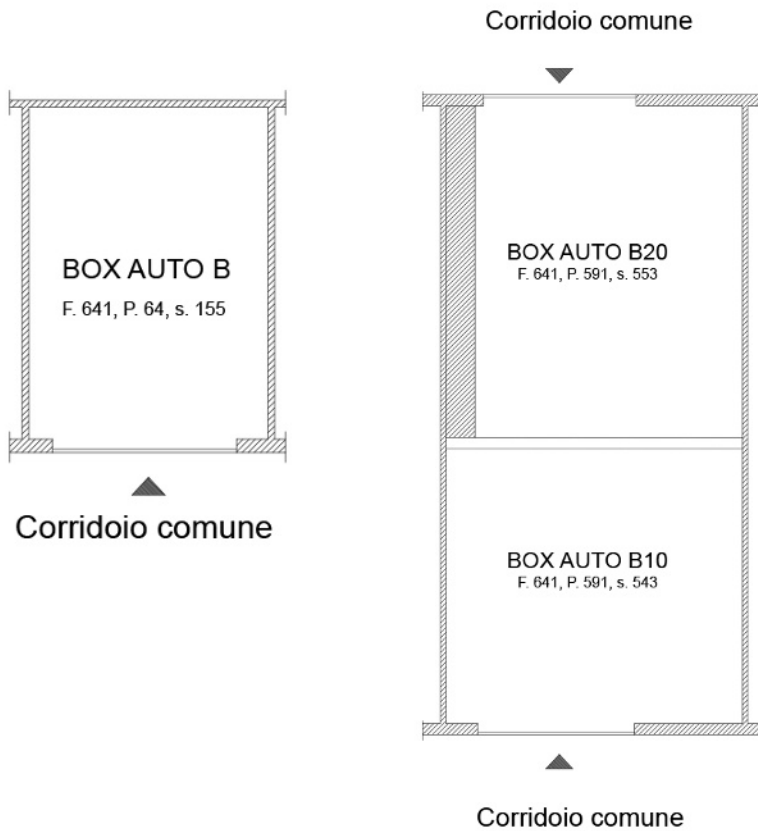 BOX AUTO B
F. 641, P. 64, s. 155
Corridoio comune
Corridoio comune
BOX AUTO B20
F. 641, P. 591, s. 553
BOX AUTO B10
F. 641, P. 591, s. 543
Corridoio comune